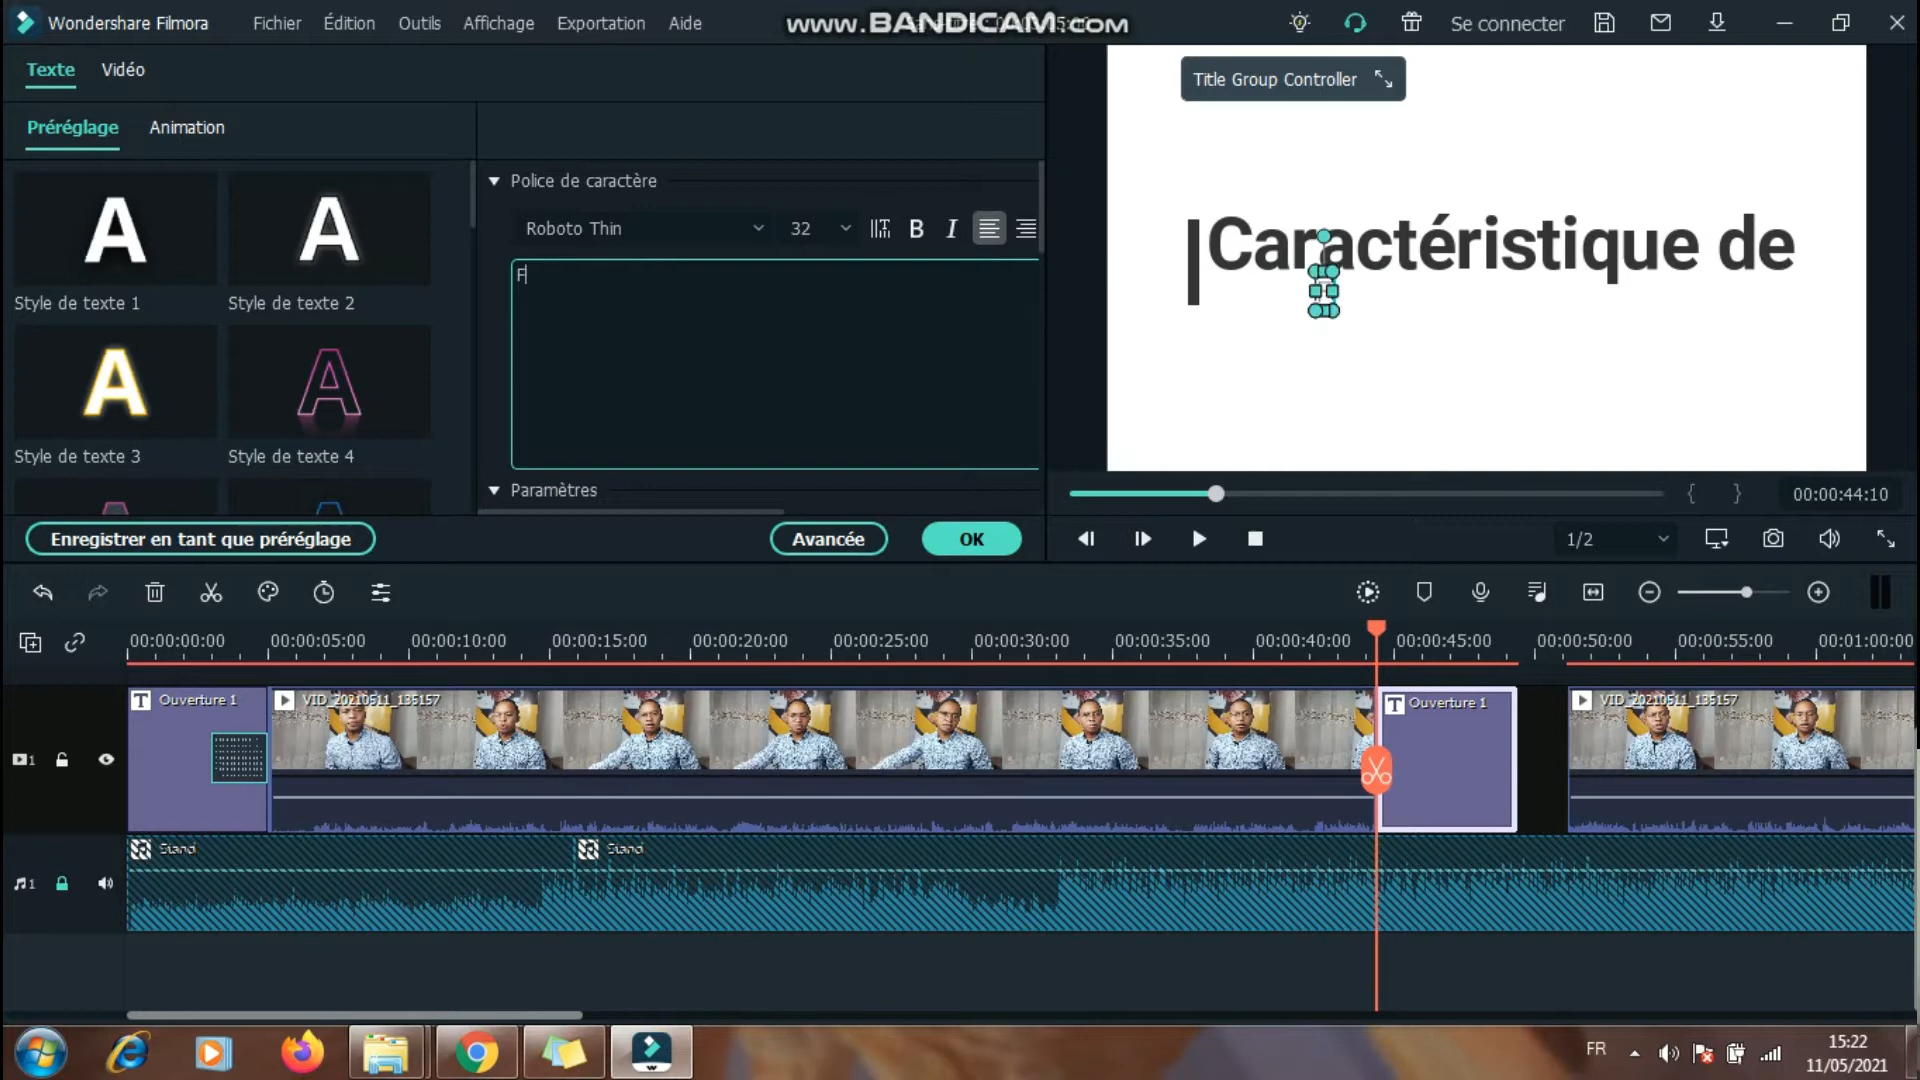 Wondershare Filmora
Fichier
Édition
Outils
Affichage
Exportation
Aide
www.BANDICAM.com
Se connecter
Texte
Vidéo
Title Group Controller
Préréglage
Animation
Police de caractère
Roboto Thin
32
B
I
F
A
A
Style de texte 1
Style de texte 2
A
A
Style de texte 3
Style de texte 4
Caractéristique de
Paramètres
{ }
00:00:44:10
Enregistrer en tant que préréglage
Avancée
OK
1/2
00:00:00:00
00:00:05:00
00:00:10:00
00:00:15:00
00:00:20:00
00:00:25:00
00:00:30:00
00:00:35:00
00:00:40:00
00:00:45:00
00:00:50:00
00:00:55:00
00:01:00:00
T Ouverture 1
VID_20210511_135157
T Ouverture 1
VID_20210511_135157
1
Stand
Stand
1
FR
15:22
11/05/2021